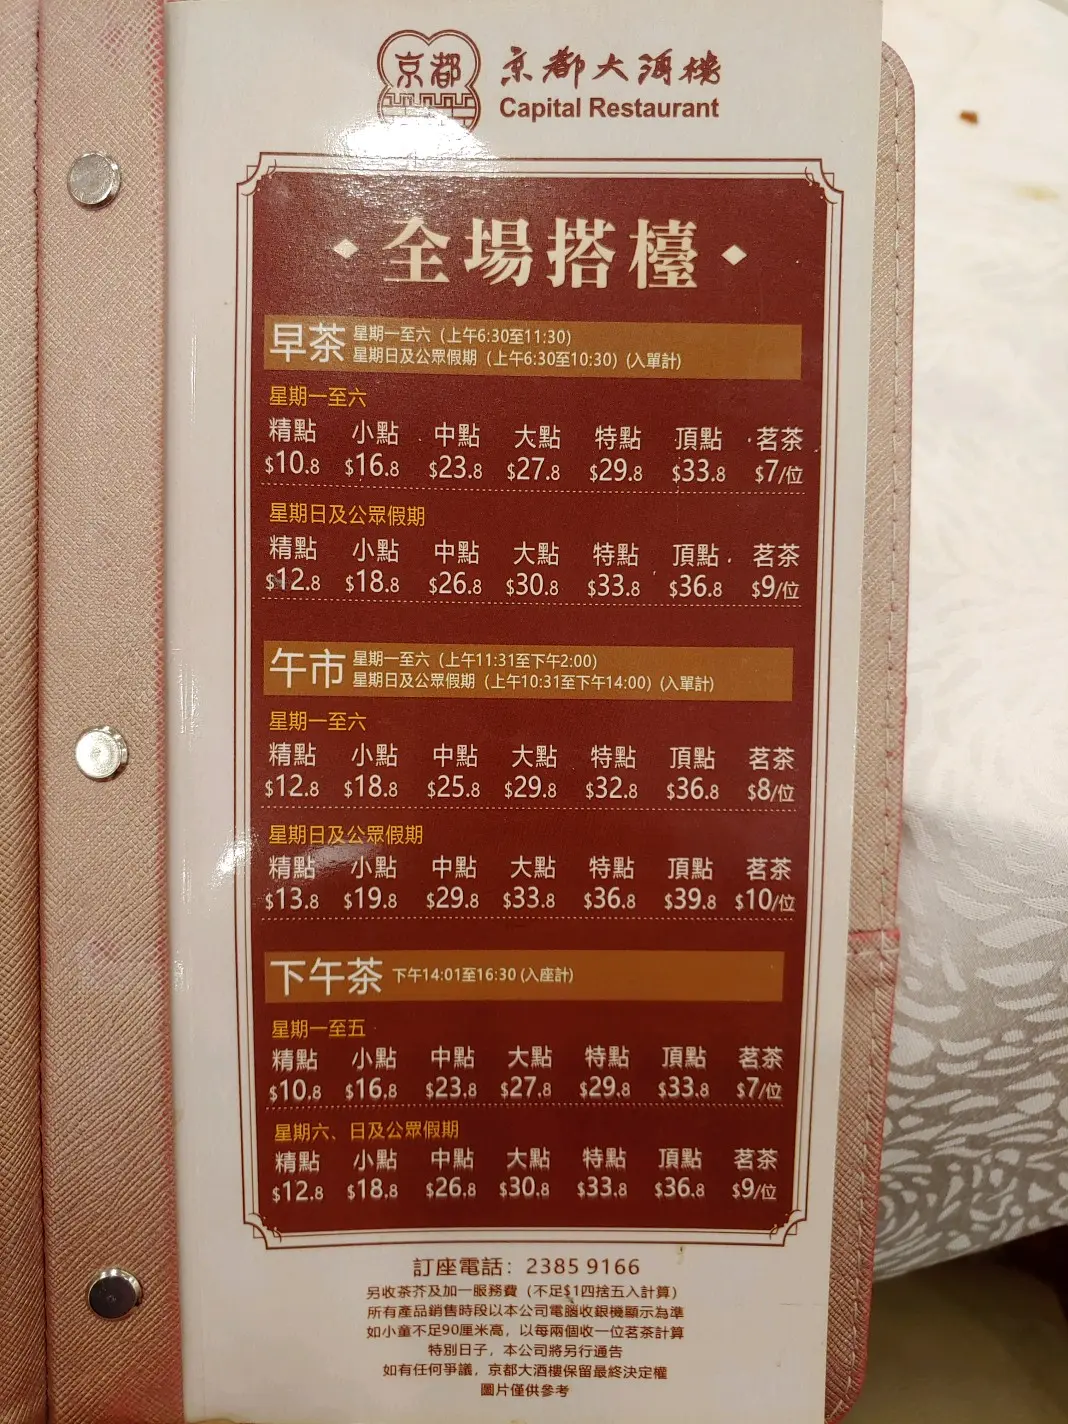 京都
京都大酒樓
Capital Restaurant
全場搭檯
早茶 星期一至六 (上午6:30至11:30)
星期日及公眾假期 (上午6:30至10:30) (入單計)
星期一至六
精點 小點 中點 大點 特點 頂點 茗茶
$10.8 $16.8 $23.8 $27.8 $29.8 $33.8 $7/位
星期日及公眾假期
精點 小點 中點 大點 特點 頂點 茗茶
$12.8 $18.8 $26.8 $30.8 $33.8 $36.8 $9/位
午市 星期一至六 (上午11:31至下午2:00)
星期日及公眾假期 (上午10:31至下午14:00) (入單計)
星期一至六
精點 小點 中點 大點 特點 頂點 茗茶
$12.8 $18.8 $25.8 $29.8 $32.8 $36.8 $8/位
星期日及公眾假期
精點 小點 中點 大點 特點 頂點 茗茶
$13.8 $19.8 $29.8 $33.8 $36.8 $39.8 $10/位
下午茶 下午14:01至16:30 (入座計)
星期一至五
精點 小點 中點 大點 特點 頂點 茗茶
$10.8 $16.8 $23.8 $27.8 $29.8 $33.8 $7/位
星期六、日及公眾假期
精點 小點 中點 大點 特點 頂點 茗茶
$12.8 $18.8 $26.8 $30.8 $33.8 $36.8 $9/位
訂座電話：2385 9166
另收茶芥及加一服務費（不足$1四捨五入計算）
所有產品銷售時段以本公司電腦收銀機顯示為準
如小童不足90厘米高，以每兩個收一位茗茶計算
特別日子，本公司將另行通告
如有任何爭議，京都大酒樓保留最終決定權
圖片僅供參考